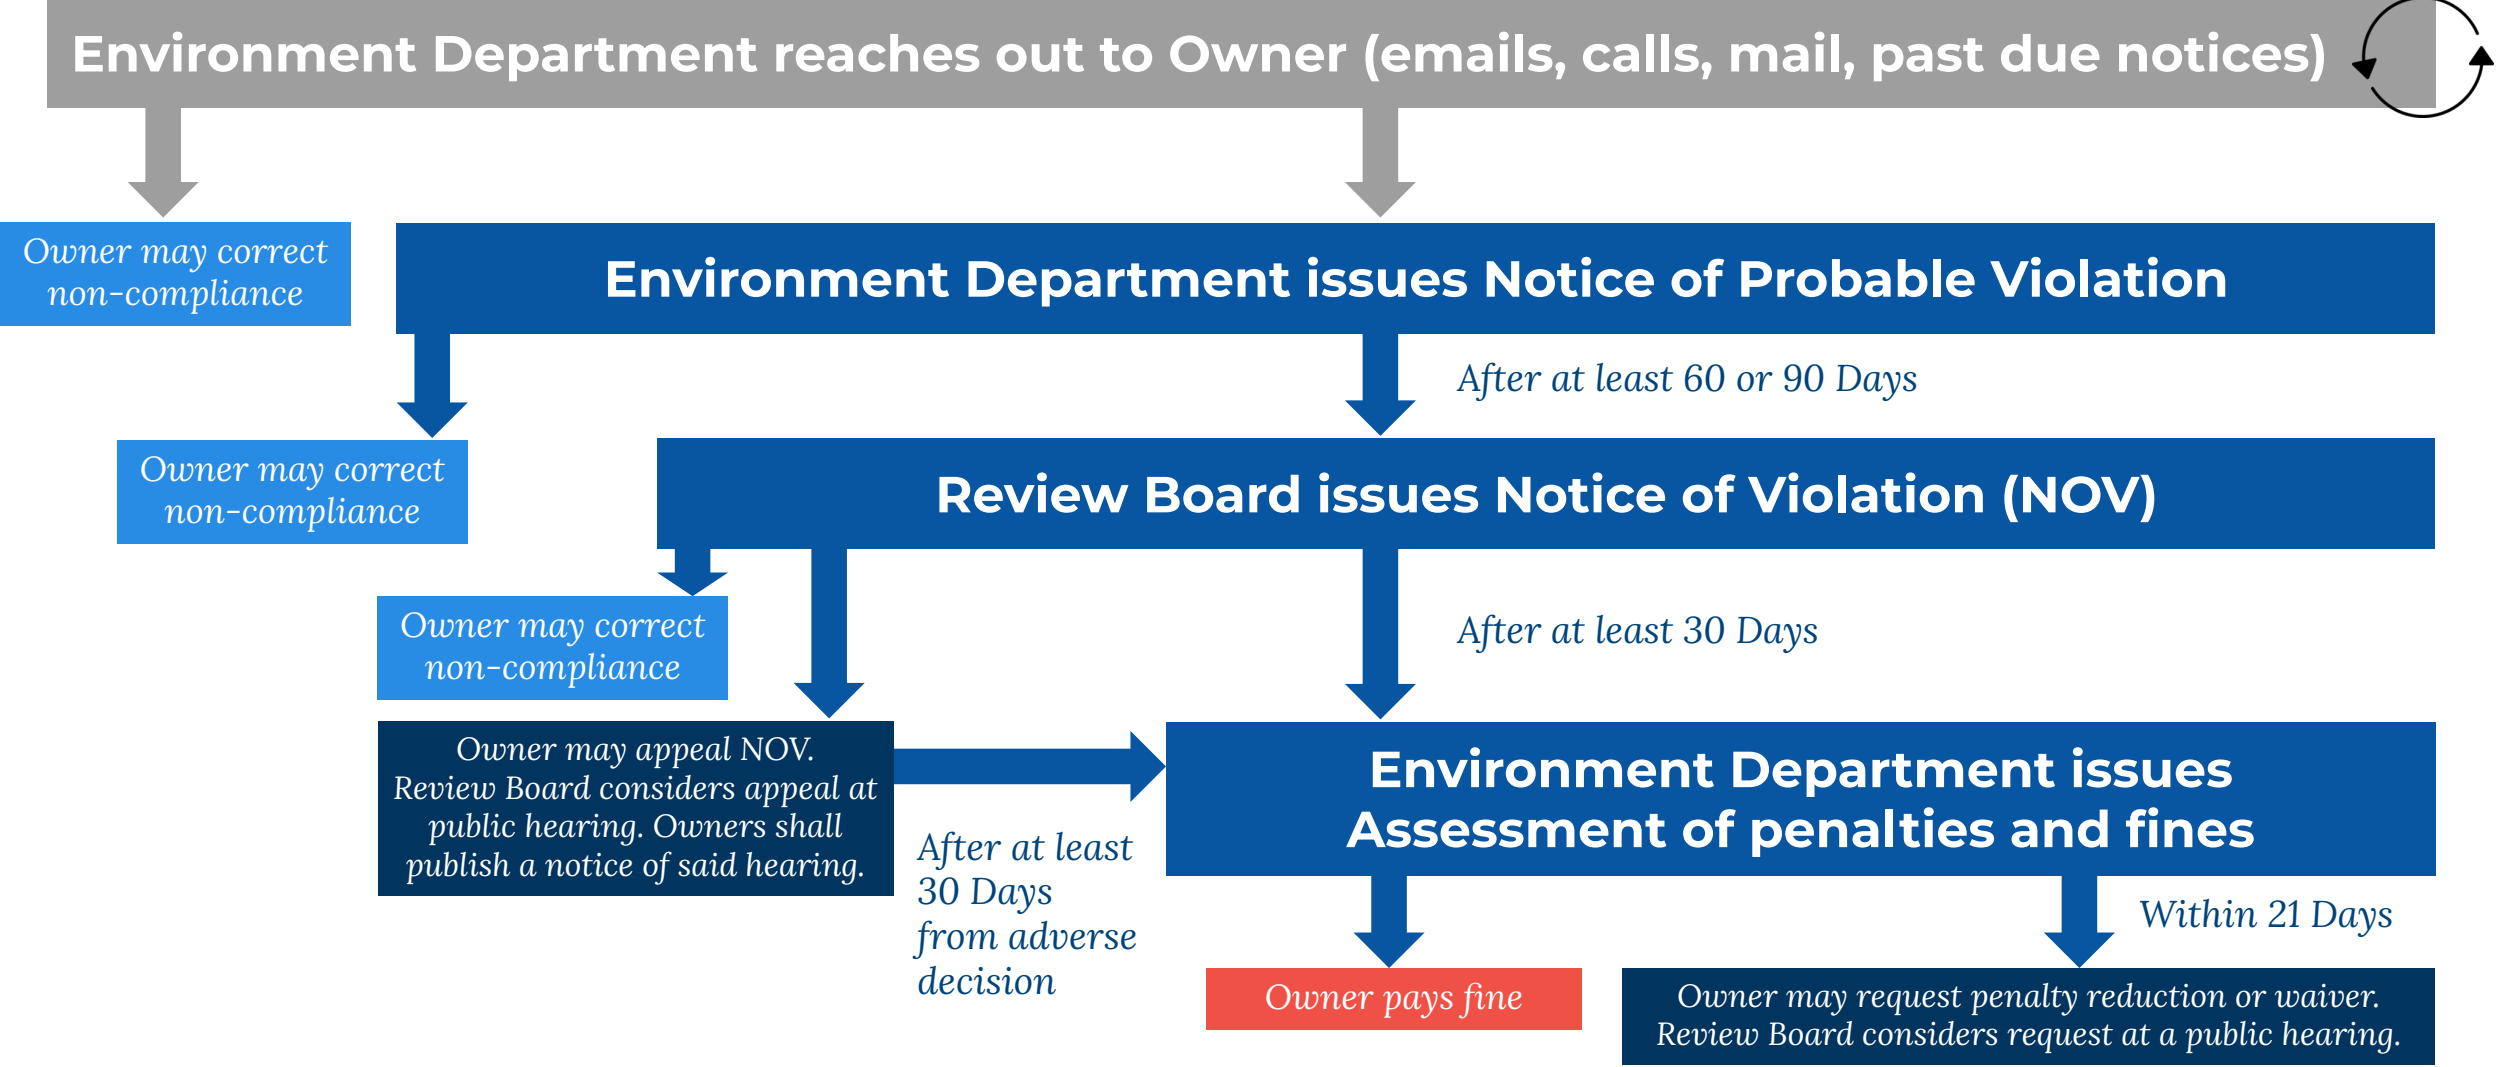 Environment Department reaches out to Owner (emails, calls, mail, past due notices)
Owner may correct
non-compliance
Environment Department issues Notice of Probable Violation
After at least 60 or 90 Days
Owner may correct
non-compliance
Review Board issues Notice of Violation (NOV)
Owner may correct
non-compliance
After at least 30 Days
Owner may appeal NOV.
Review Board considers appeal at
public hearing. Owners shall
publish a notice of said hearing.
After at least
30 Days
from adverse
decision
Environment Department issues
Assessment of penalties and fines
Within 21 Days
Owner pays fine
Owner may request penalty reduction or waiver.
Review Board considers request at a public hearing.